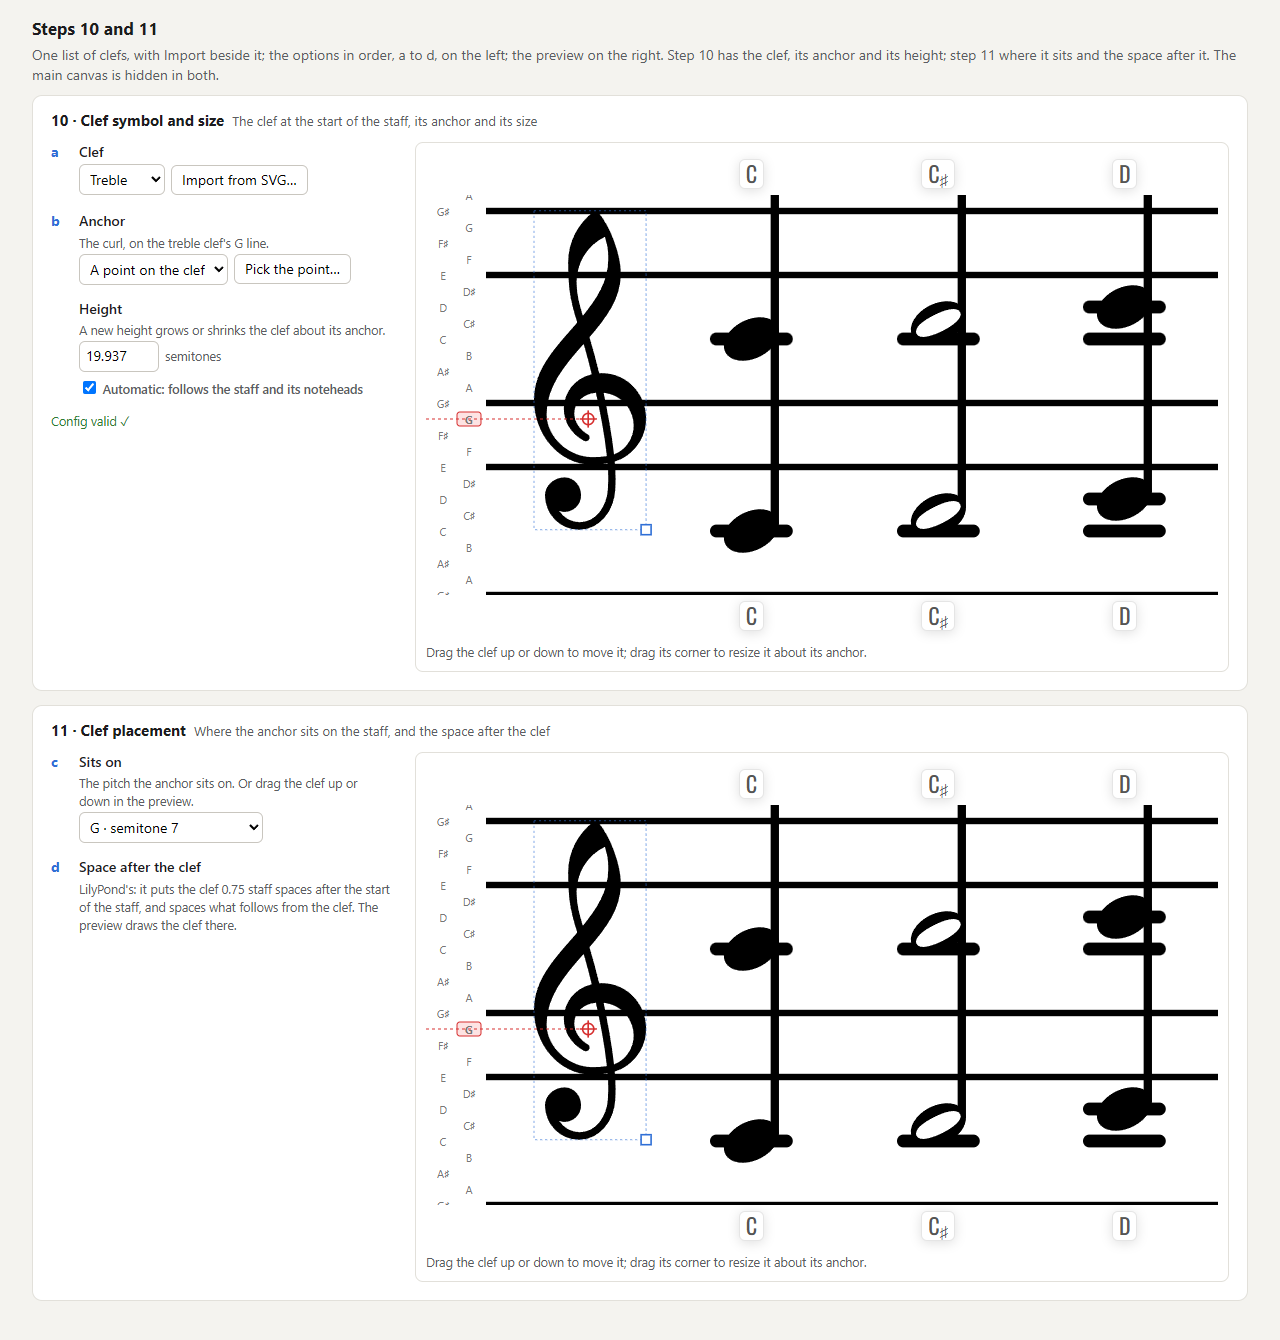 Steps 10 and 11
One list of clefs, with Import beside it; the options in order, a to d, on the left; the preview on the right. Step 10 has the clef, its anchor and its height; step 11 where it sits and the space after it. The
main canvas is hidden in both.
10 · Clef symbol and size The clef at the start of the staff, its anchor and its size
a Clef
Treble Import from SVG...
b Anchor
The curl, on the treble clef's G line.
A point on the clef Pick the point...
Height
A new height grows or shrinks the clef about its anchor.
19.937 semitones
Automatic: follows the staff and its noteheads
Config valid ✓
C C♯ D
A
G♯
G
F♯
F
E
D♯
D
C♯
C
B
A♯
A
G♯
G
F♯
F
E
D♯
D
C♯
C
B
A♯
A
C C♯ D
Drag the clef up or down to move it; drag its corner to resize it about its anchor.
11 · Clef placement Where the anchor sits on the staff, and the space after the clef
c Sits on
The pitch the anchor sits on. Or drag the clef up or
down in the preview.
G · semitone 7
d Space after the clef
LilyPond's: it puts the clef 0.75 staff spaces after the start
of the staff, and spaces what follows from the clef. The
preview draws the clef there.
C C♯ D
A
G♯
G
F♯
F
E
D♯
D
C♯
C
B
A♯
A
G♯
G
F♯
F
E
D♯
D
C♯
C
B
A♯
A
C C♯ D
Drag the clef up or down to move it; drag its corner to resize it about its anchor.